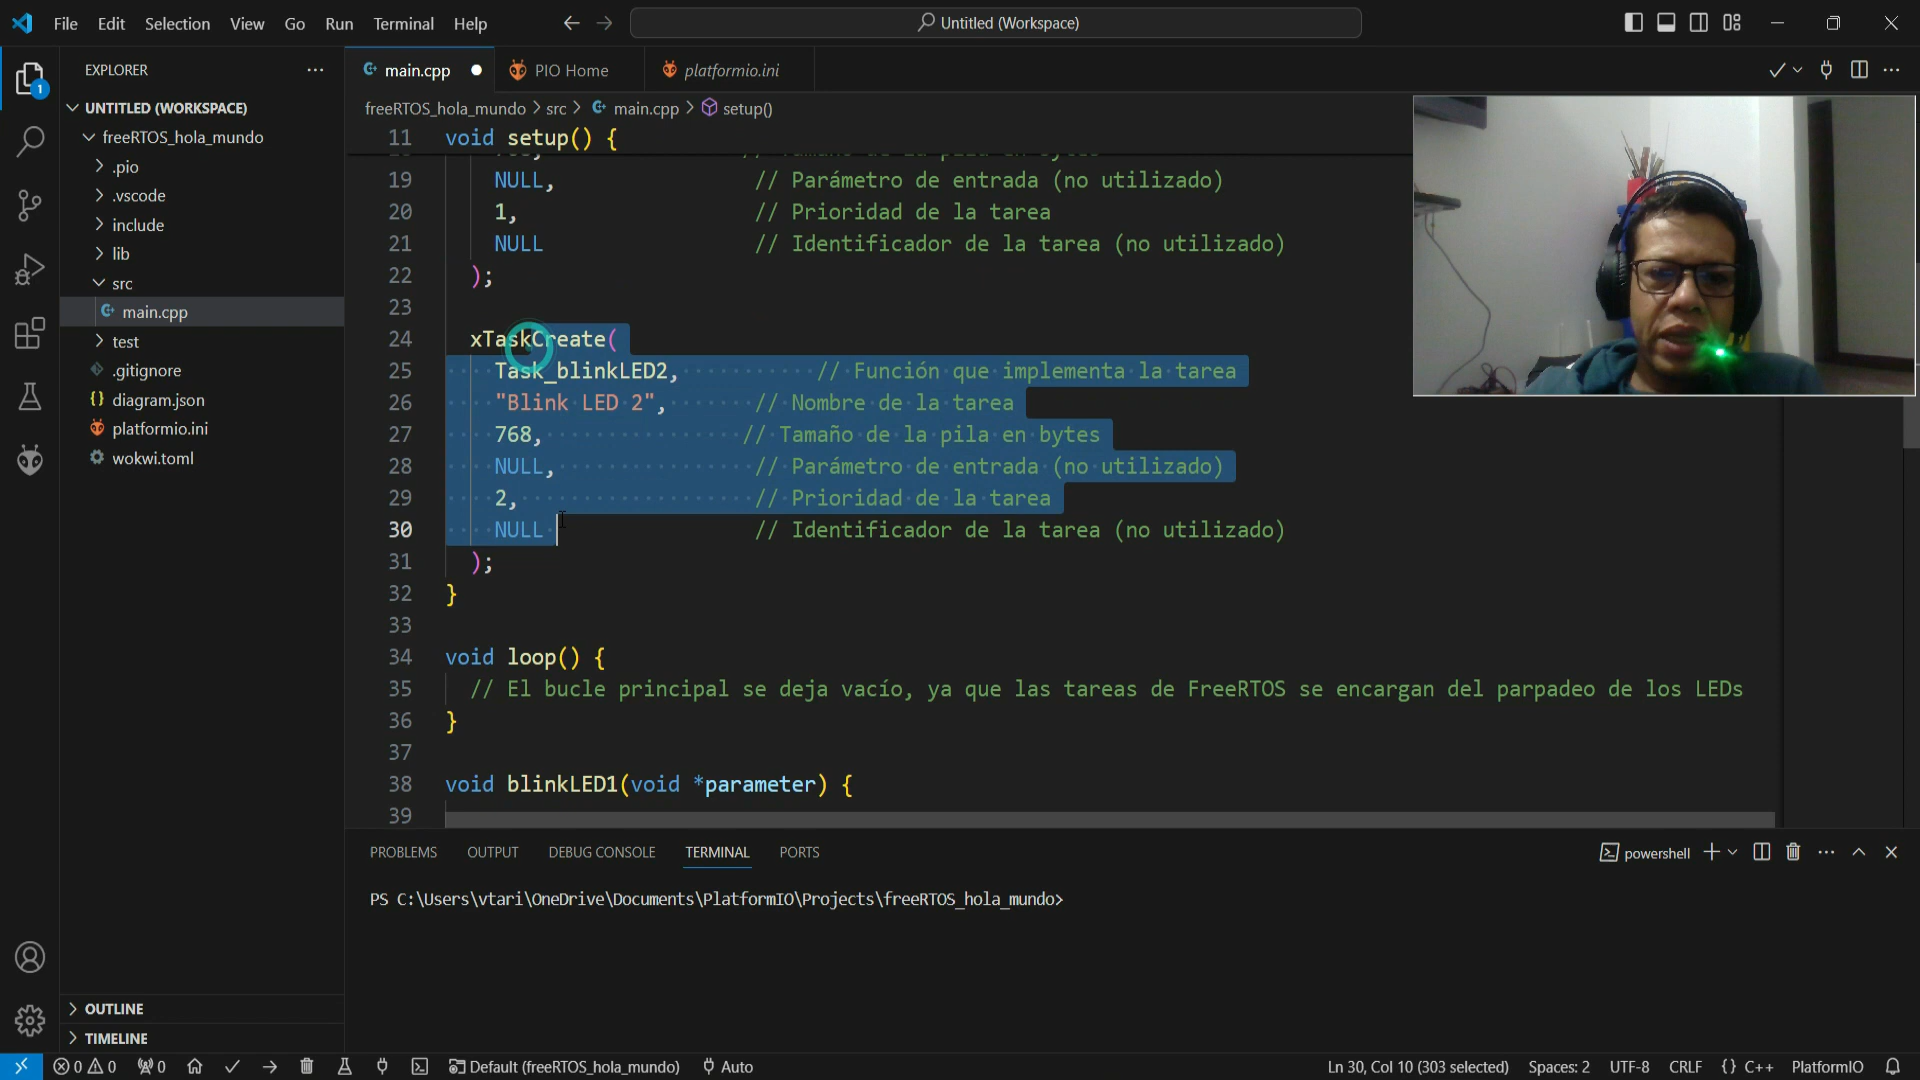 File Edit Selection View Go Run Terminal Help
Untitled (Workspace)
EXPLORER
1
UNTITLED (WORKSPACE)
freeRTOS_hola_mundo
.pio
.vscode
include
lib
src
main.cpp
test
.gitignore
diagram.json
platformio.ini
wokwi.toml
OUTLINE
TIMELINE
main.cpp
PIO Home
platformio.ini
freeRTOS_hola_mundo > src > main.cpp > setup()
11 void setup() {
19 NULL, // Parámetro de entrada (no utilizado)
20 1, // Prioridad de la tarea
21 NULL // Identificador de la tarea (no utilizado)
22 );
23
24 xTaskCreate(
25 Task_blinkLED2, // Función que implementa la tarea
26 "Blink LED 2", // Nombre de la tarea
27 768, // Tamaño de la pila en bytes
28 NULL, // Parámetro de entrada (no utilizado)
29 2, // Prioridad de la tarea
30 NULL // Identificador de la tarea (no utilizado)
31 );
32 }
33
34 void loop() {
35 // El bucle principal se deja vacío, ya que las tareas de FreeRTOS se encargan del parpadeo de los LEDs
36 }
37
38 void blinkLED1(void *parameter) {
39
PROBLEMS OUTPUT DEBUG CONSOLE TERMINAL PORTS
powershell
PS C:\Users\vtari\OneDrive\Documents\PlatformIO\Projects\freeRTOS_hola_mundo>
0 0 0 Default (freeRTOS_hola_mundo) Auto
Ln 30, Col 10 (303 selected) Spaces: 2 UTF-8 CRLF {} C++ PlatformIO